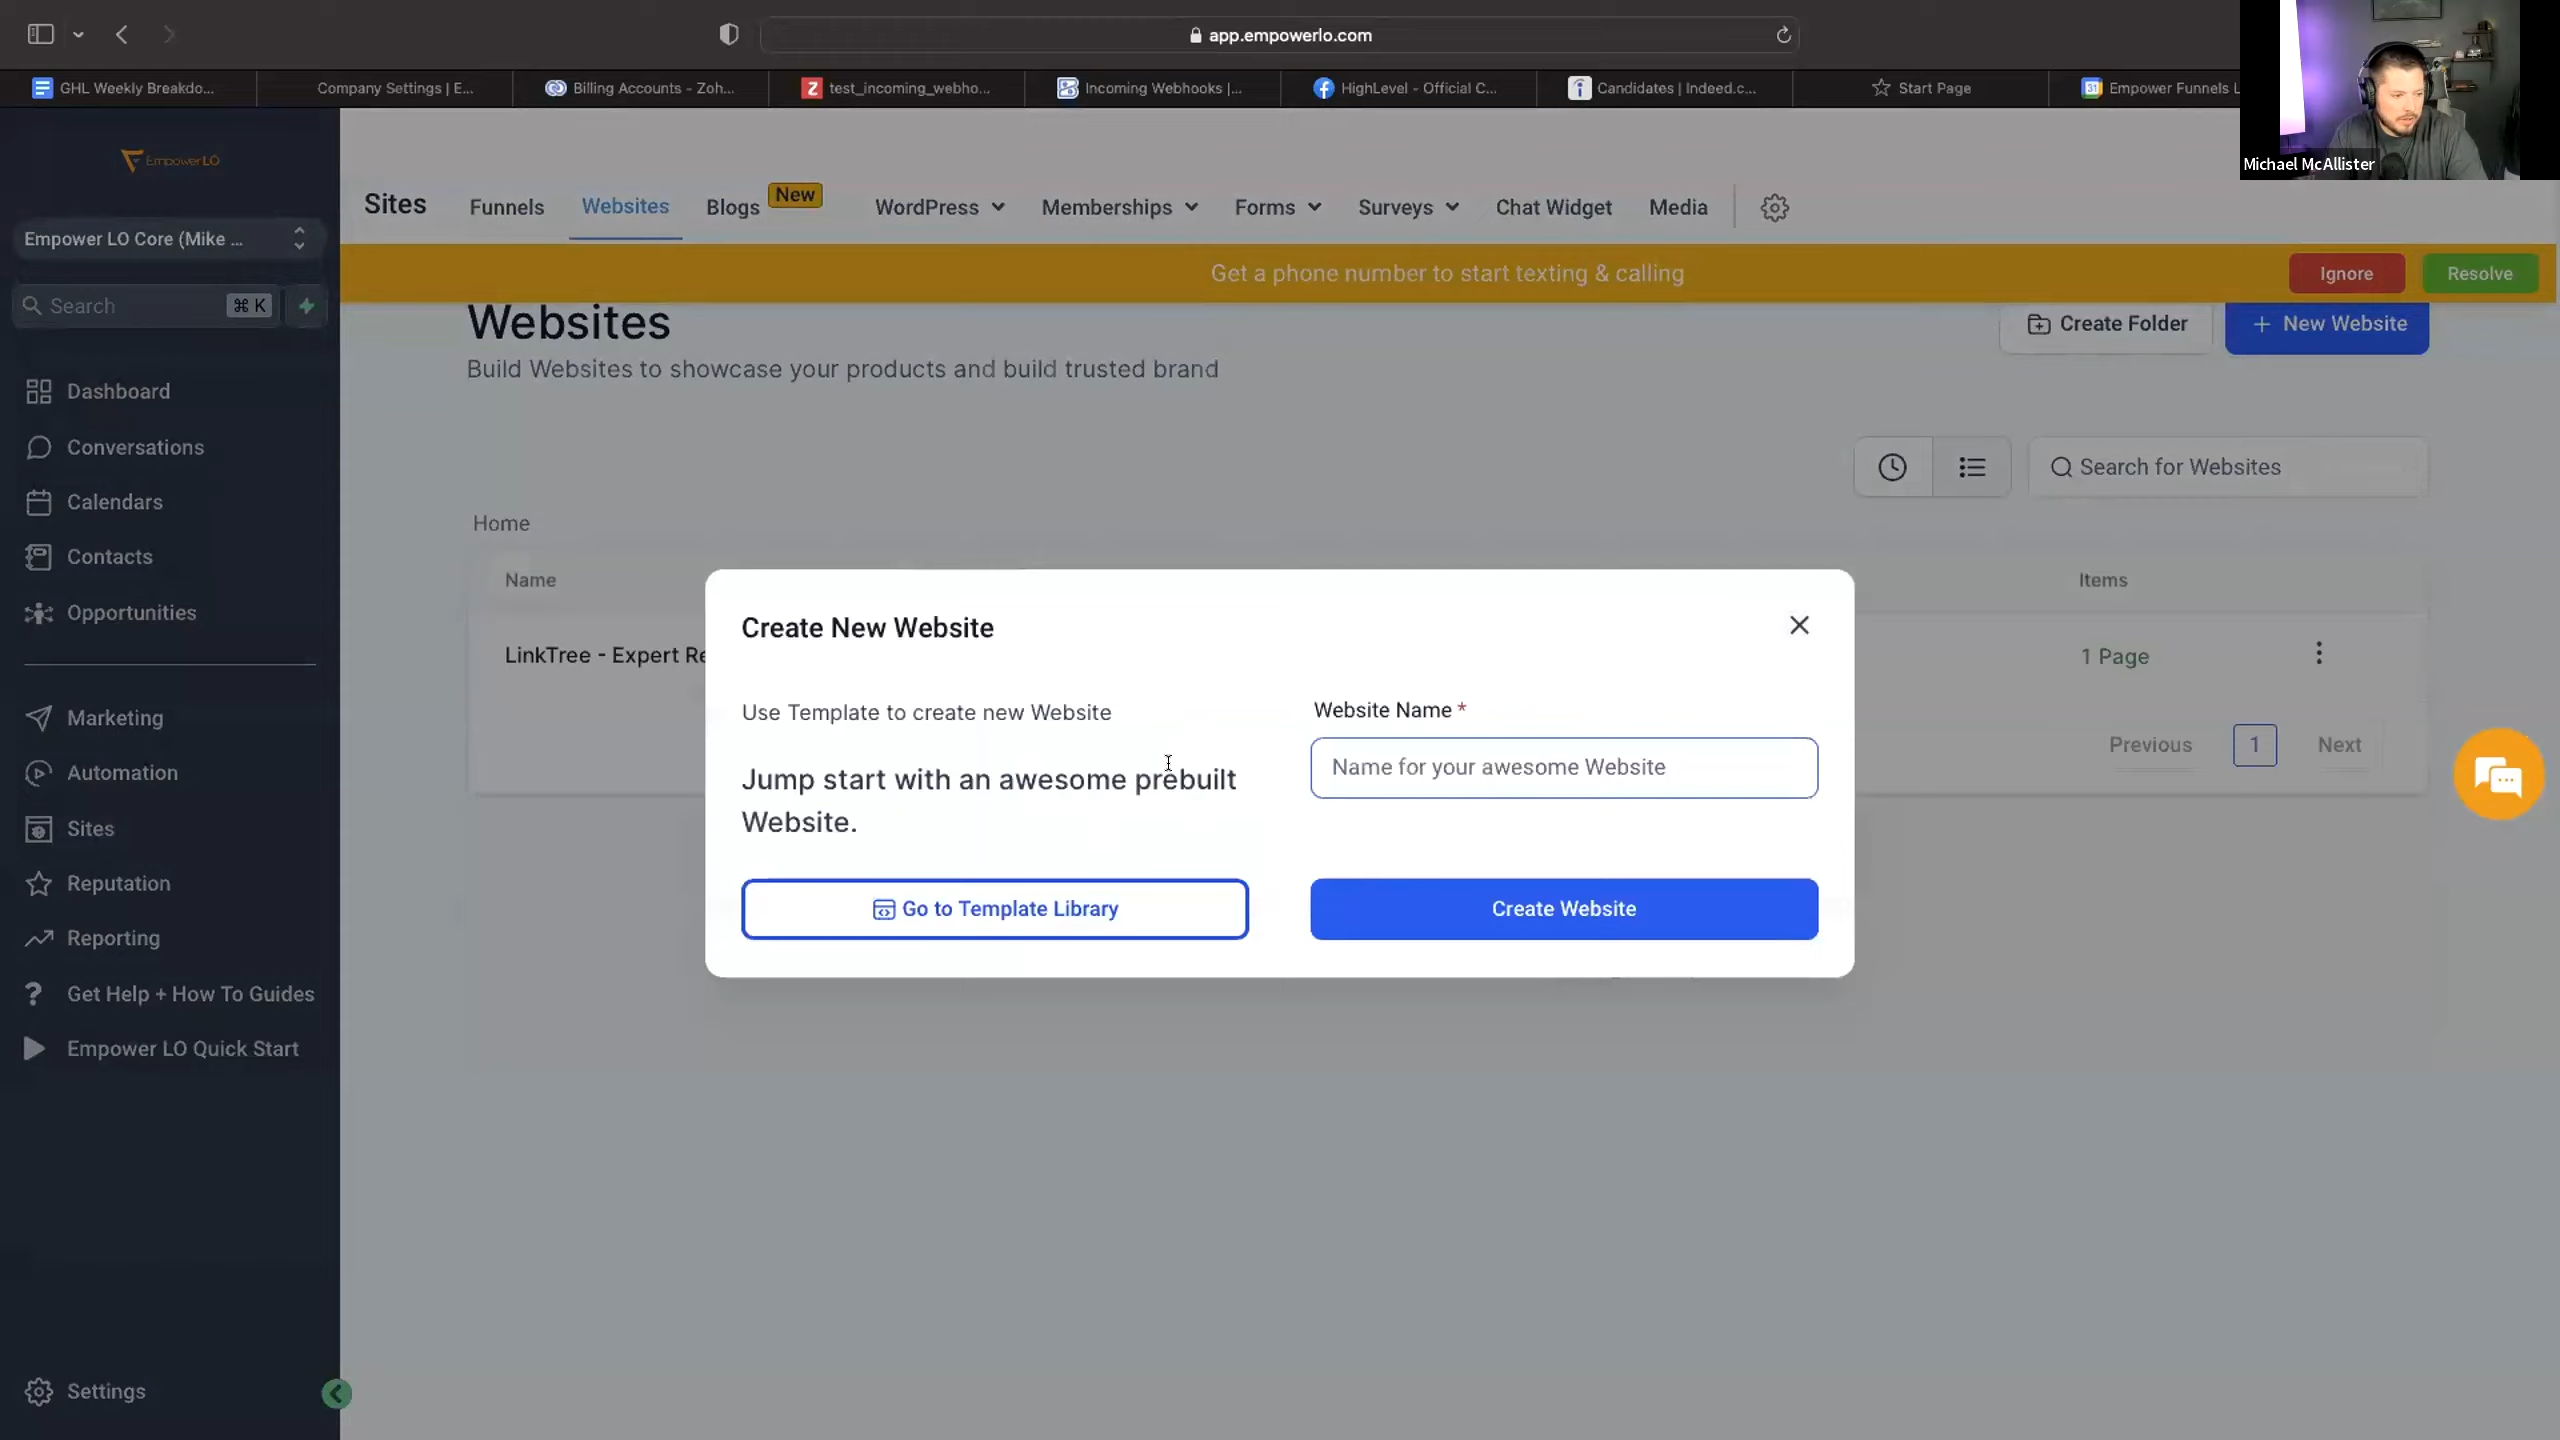 app.empowerlo.com
GHL Weekly Breakdo...
Company Settings | E...
Billing Accounts - Zoh...
test_incoming_webho...
Incoming Webhooks |...
HighLevel - Official C...
Candidates | Indeed.c...
Start Page
31
Empower Funnels L
Michael McAllister
EmpowerLO
Empower LO Core (Mike ...
Search
⌘ K
Dashboard
Conversations
Calendars
Contacts
Opportunities
Marketing
Automation
Sites
Reputation
Reporting
Get Help + How To Guides
Empower LO Quick Start
Settings
Sites
Funnels
Websites
Blogs
New
WordPress
Memberships
Forms
Surveys
Chat Widget
Media
Get a phone number to start texting & calling
Ignore
Resolve
Websites
Build Websites to showcase your products and build trusted brand
Create Folder
+ New Website
Search for Websites
Home
Name
Items
LinkTree - Expert Re
1 Page
Previous
1
Next
Create New Website
Use Template to create new Website
Jump start with an awesome prebuilt
Website.
Go to Template Library
Website Name *
Name for your awesome Website
Create Website